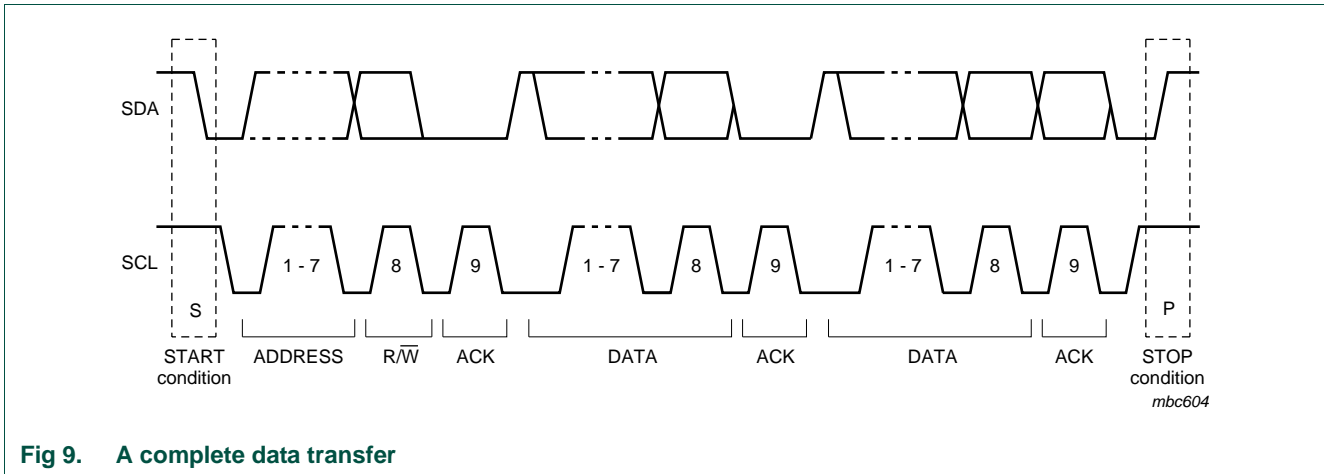 SDA
SCL
1 - 7
8
9
1 - 7
8
9
1 - 7
8
9
S
P
START
condition
ADDRESS
R/W̅
ACK
DATA
ACK
DATA
ACK
STOP
condition
mbc604
Fig 9. A complete data transfer